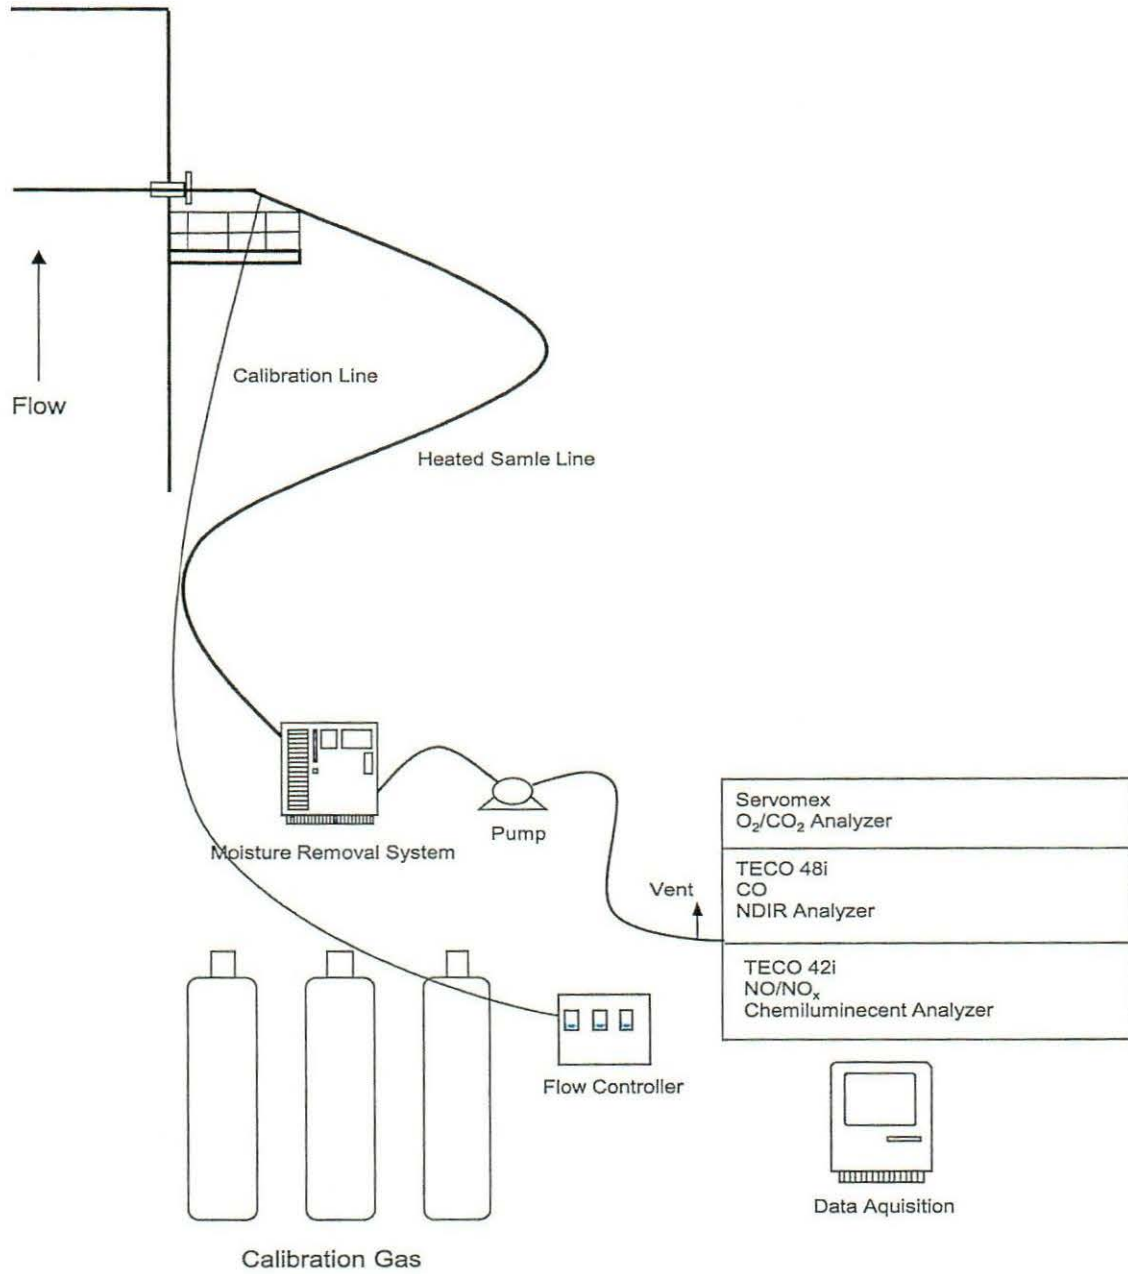 Calibration Line
Flow
Heated Samle Line
Servomex
O₂/CO₂ Analyzer
Pump
Moisture Removal System
TECO 48i
CO
NDIR Analyzer
Vent
TECO 42i
NO/NOₓ
Chemiluminecent Analyzer
Flow Controller
Data Aquisition
Calibration Gas